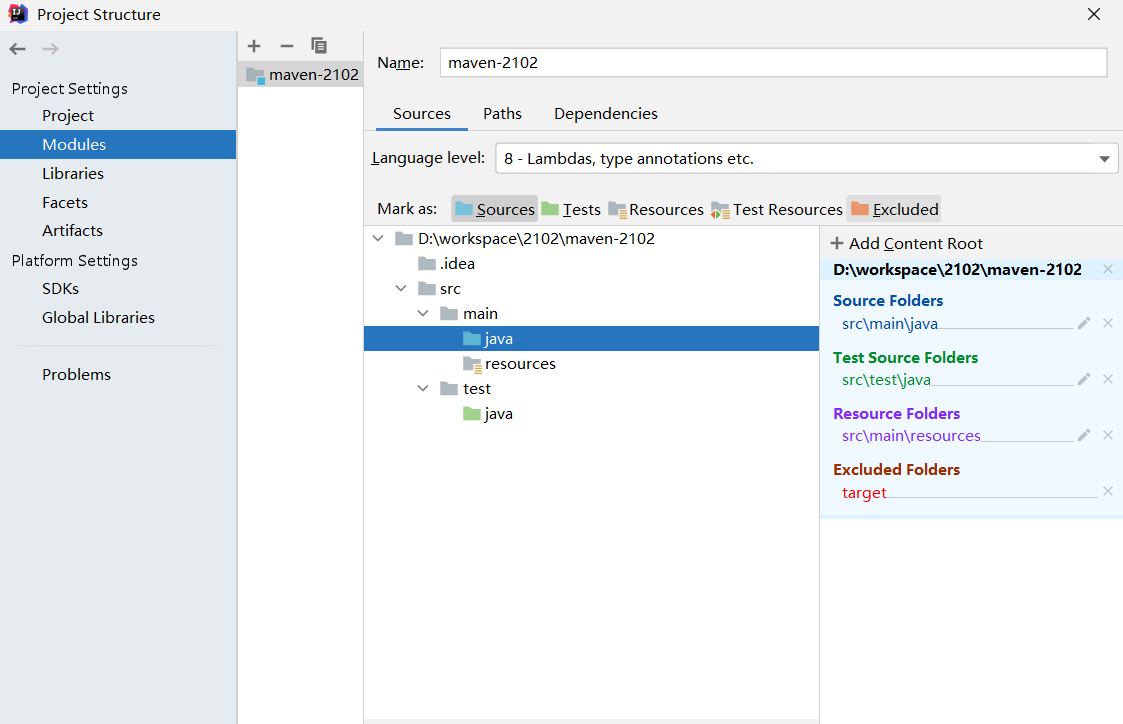 Project Structure
Project Settings
Project
Modules
Libraries
Facets
Artifacts
Platform Settings
SDKs
Global Libraries
Problems
maven-2102
Name: maven-2102
Sources Paths Dependencies
Language level: 8 - Lambdas, type annotations etc.
Mark as: Sources Tests Resources Test Resources Excluded
D:\workspace\2102\maven-2102
.idea
src
main
java
resources
test
java
Add Content Root
D:\workspace\2102\maven-2102
Source Folders
src\main\java
Test Source Folders
src\test\java
Resource Folders
src\main\resources
Excluded Folders
target